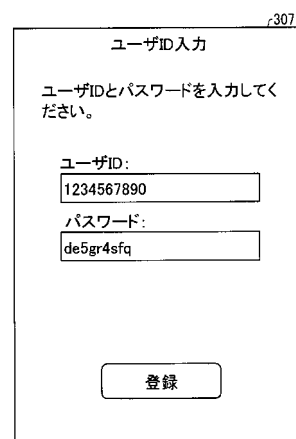 307
ユーザID入力
ユーザIDとパスワードを入力してく
ださい。
ユーザID:
1234567890
パスワード:
de5gr4sfq
登録